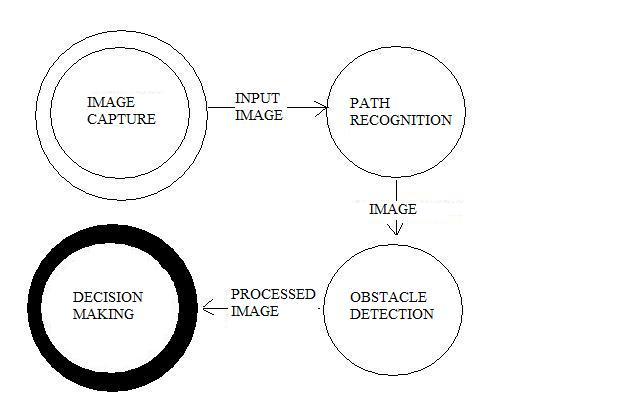 IMAGE
CAPTURE
INPUT
IMAGE
PATH
RECOGNITION
IMAGE
OBSTACLE
DETECTION
PROCESSED
IMAGE
DECISION
MAKING